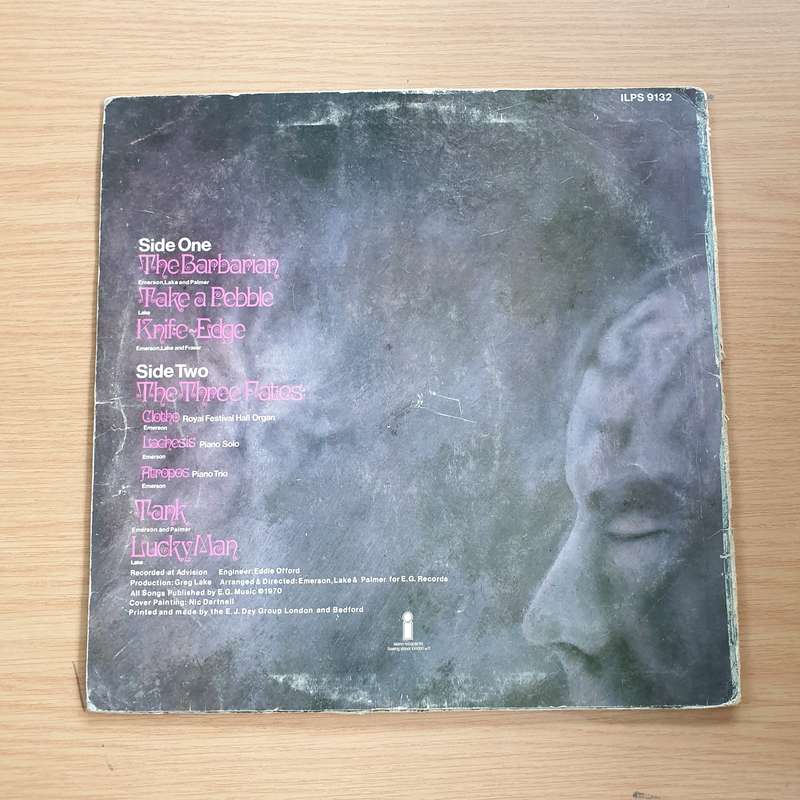 ILPS 9132
Side One
The Barbarian
Emerson, Lake and Palmer
Take a Pebble
Lake
Knife-Edge
Emerson, Lake and Fraser
Side Two
The Three Fates:
Clotho Royal Festival Hall Organ
Emerson
Lachesis Piano Solo
Emerson
Atropos Piano Trio
Emerson
Tank
Emerson and Palmer
Lucky Man
Lake
Recorded at Advision Engineer: Eddie Offord
Production: Greg Lake Arranged & Directed: Emerson, Lake & Palmer for E.G. Records
All Songs Published by E.G. Music ©1970
Cover Painting: Nic Dartnell
Printed and made by the E.J. Day Group London and Bedford